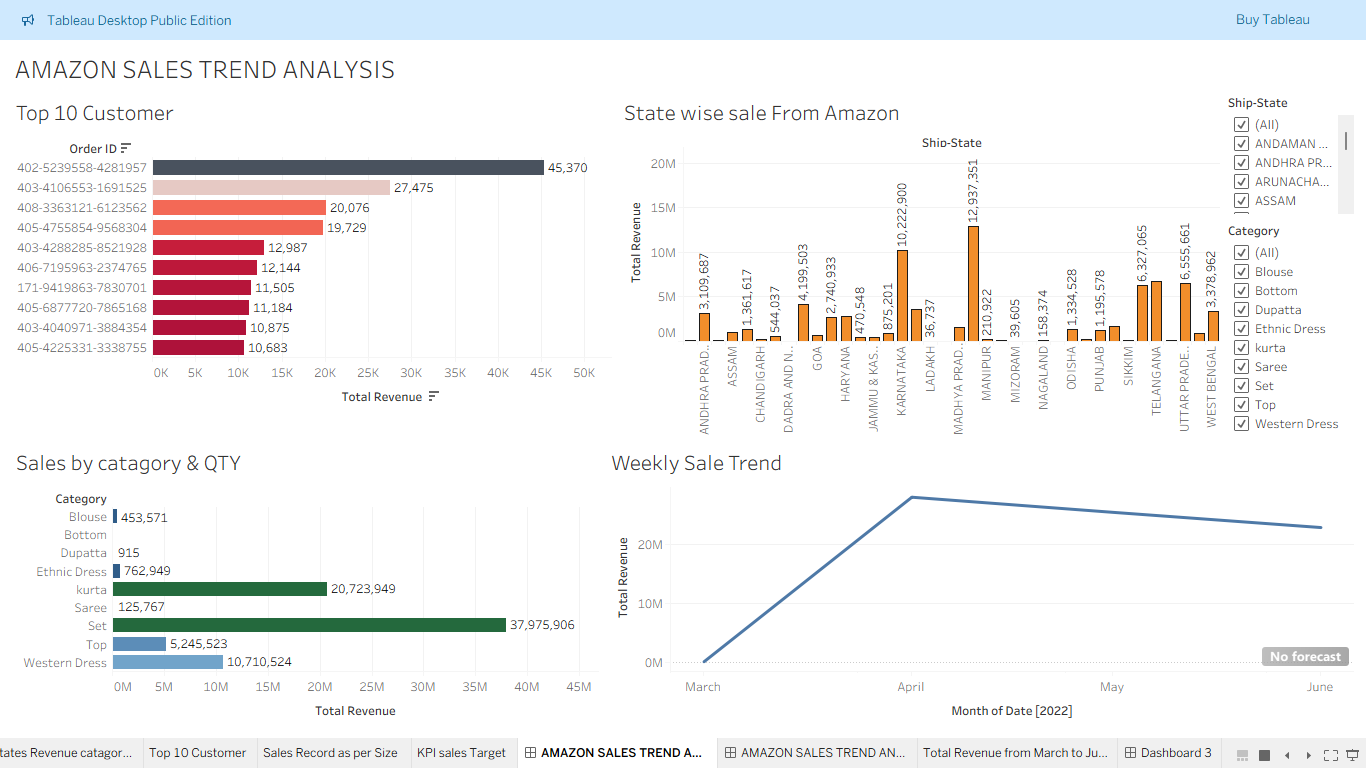 Tableau Desktop Public Edition
Buy Tableau
AMAZON SALES TREND ANALYSIS
Top 10 Customer
Order ID
402-5239558-4281957 45,370
403-4106553-1691525 27,475
408-3363121-6123562 20,076
405-4755854-9568304 19,729
403-4288285-8521928 12,987
406-7195963-2374765 12,144
171-9419863-7830701 11,505
405-6877720-7865168 11,184
403-4040971-3884354 10,875
405-4225331-3338755 10,683
0K 5K 10K 15K 20K 25K 30K 35K 40K 45K 50K
Total Revenue
State wise sale From Amazon
Ship-State
Total Revenue
20M
15M
10M
5M
0M
3,109,687
1,361,617
544,037
4,199,503
2,740,933
470,548
875,201
10,222,900
36,737
12,937,351
210,922
39,605
158,374
1,334,528
1,195,578
6,327,065
6,555,661
3,378,962
ANDHRA PRAD..
ASSAM
CHANDIGARH
DADRA AND N..
GOA
HARYANA
JAMMU & KAS..
KARNATAKA
LADAKH
MADHYA PRAD..
MANIPUR
MIZORAM
NAGALAND
ODISHA
PUNJAB
SIKKIM
TELANGANA
UTTAR PRADE..
WEST BENGAL
Ship-State
(All)
ANDAMAN ...
ANDHRA PR...
ARUNACHA...
ASSAM
Category
(All)
Blouse
Bottom
Dupatta
Ethnic Dress
kurta
Saree
Set
Top
Western Dress
Sales by catagory & QTY
Category
Blouse 453,571
Bottom
Dupatta 915
Ethnic Dress 762,949
kurta 20,723,949
Saree 125,767
Set 37,975,906
Top 5,245,523
Western Dress 10,710,524
0M 5M 10M 15M 20M 25M 30M 35M 40M 45M
Total Revenue
Weekly Sale Trend
Total Revenue
20M
10M
0M
No forecast
March April May June
Month of Date [2022]
tates Revenue catagor...
Top 10 Customer
Sales Record as per Size
KPI sales Target
AMAZON SALES TREND A...
AMAZON SALES TREND AN...
Total Revenue from March to Ju...
Dashboard 3